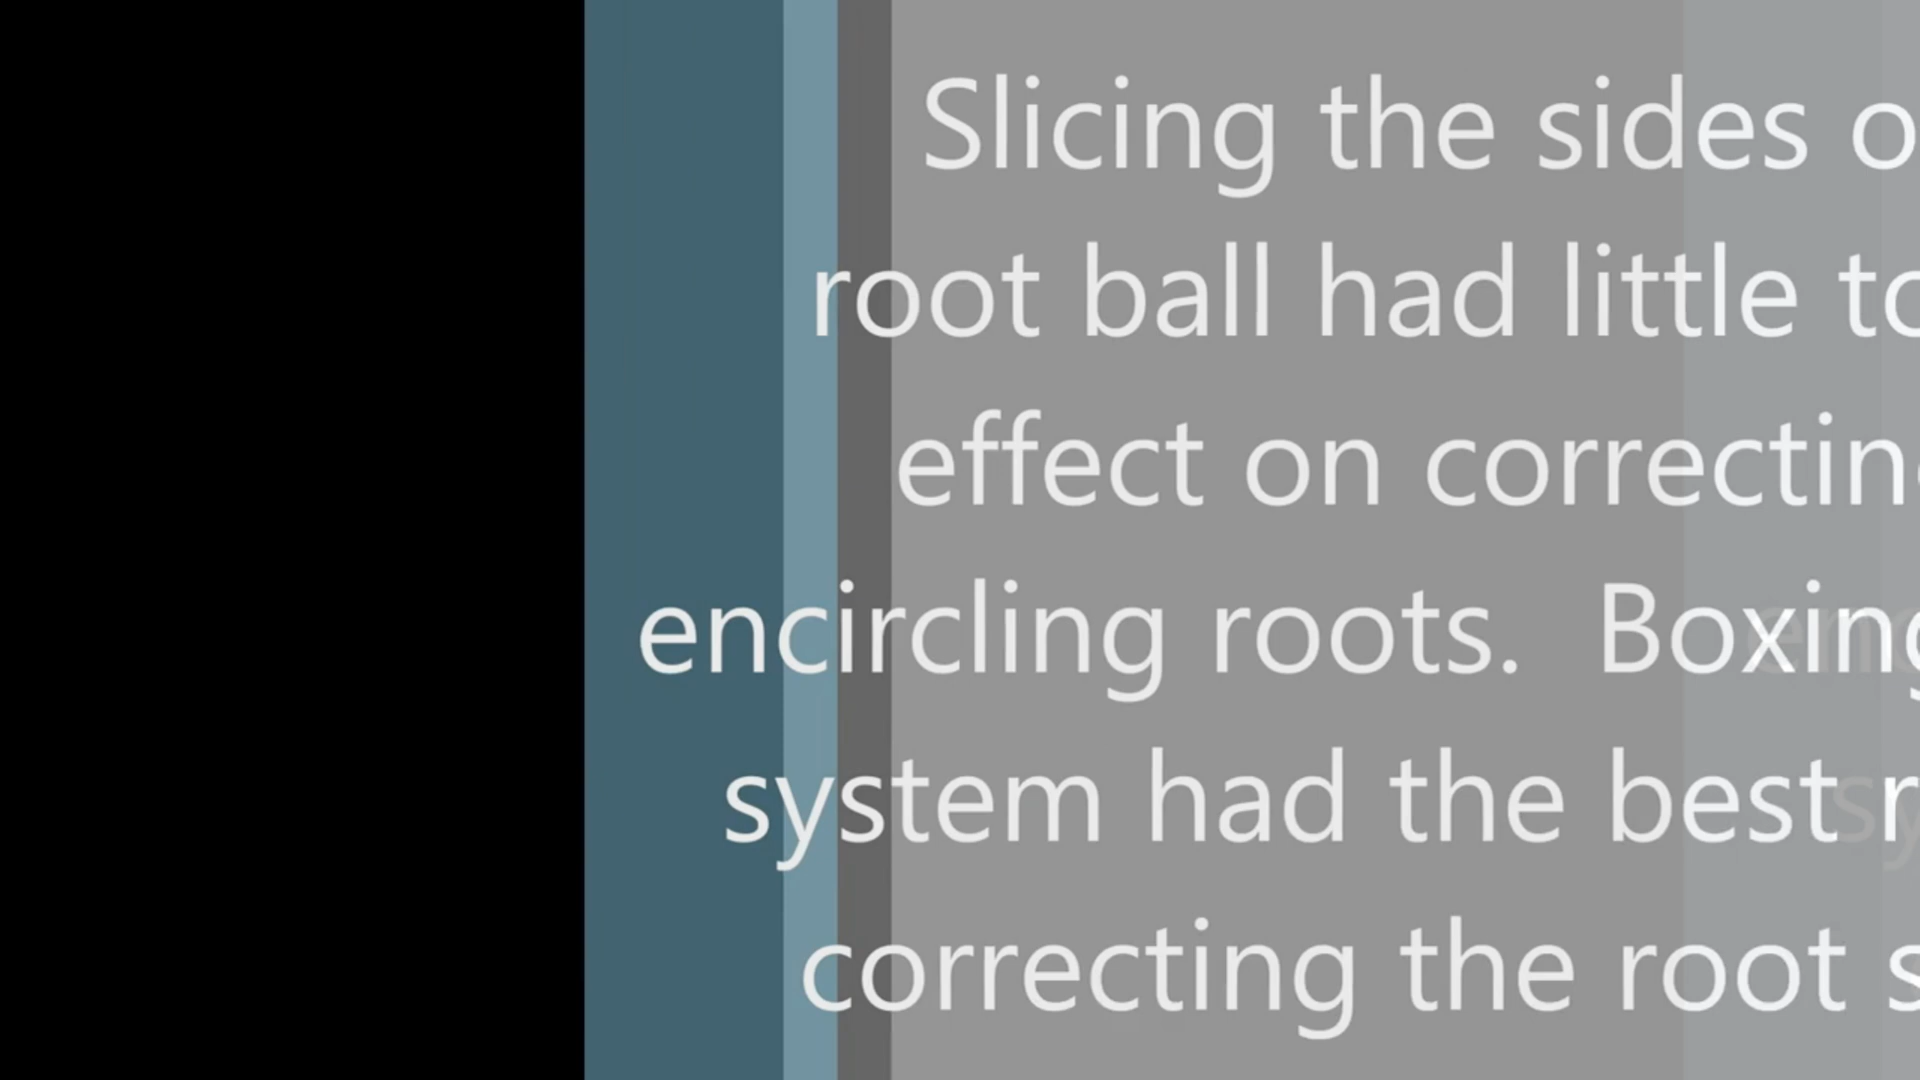 Slicing the sides o
root ball had little to
effect on correcting
encircling roots.  Boxing
system had the best r
correcting the root s